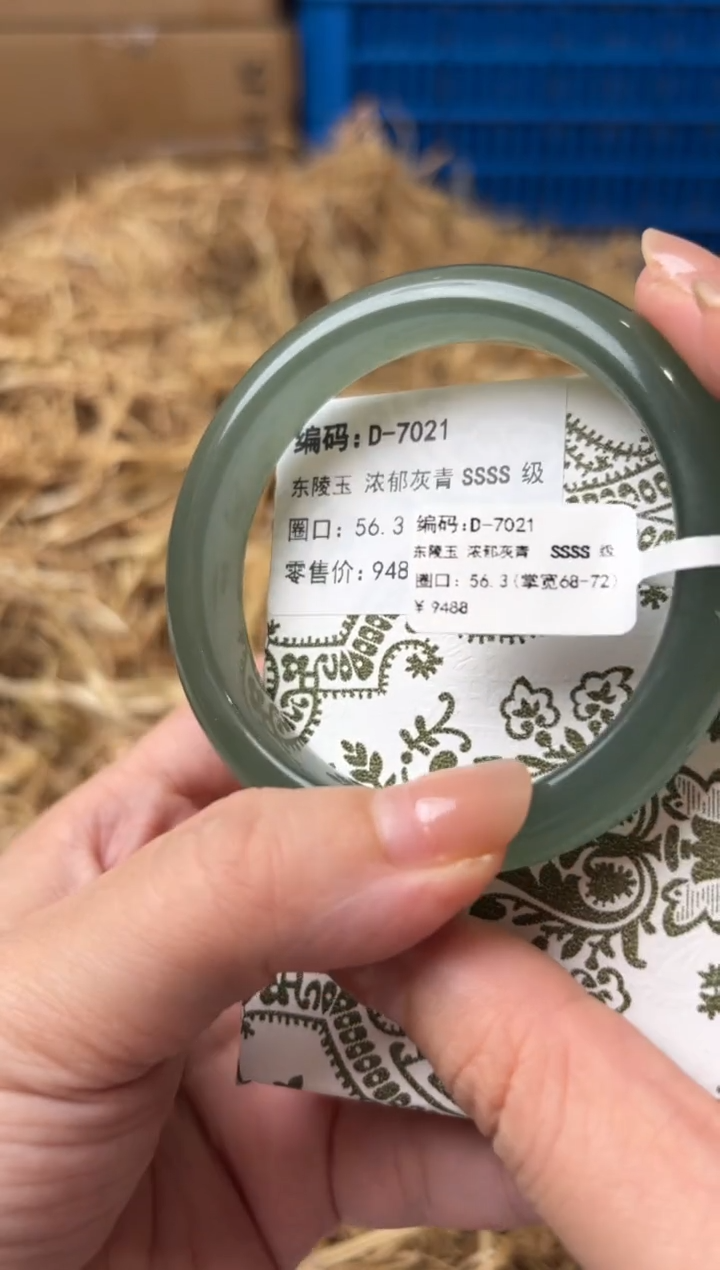 编码：D-7021
东陵玉 浓郁灰青 SSSS 级
圈口：56.3
零售价：948
编码:D-7021
东陵玉 浓郁灰青 SSSS 级
圈口：56.3(掌宽68-72)
¥ 9488